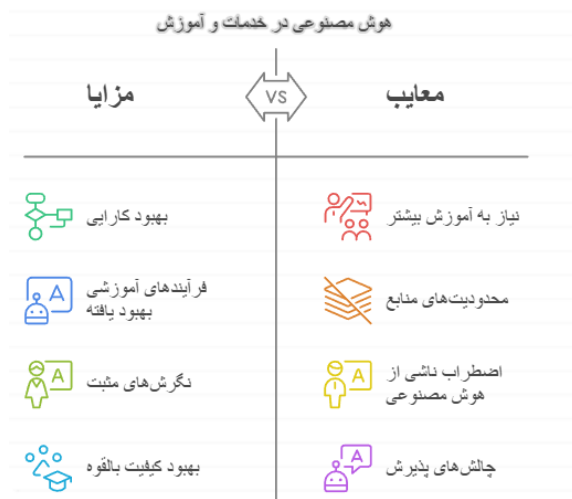 هوش مصنوعی در خدمات و آموزش
معایب
VS
مزایا
نیاز به آموزش بیشتر
بهبود کارایی
محدودیت‌های منابع
فرآیندهای آموزشی
بهبود یافته
A
اضطراب ناشی از
هوش مصنوعی
A
نگرش‌های مثبت
A
چالش‌های پذیرش
A
بهبود کیفیت بالقوه